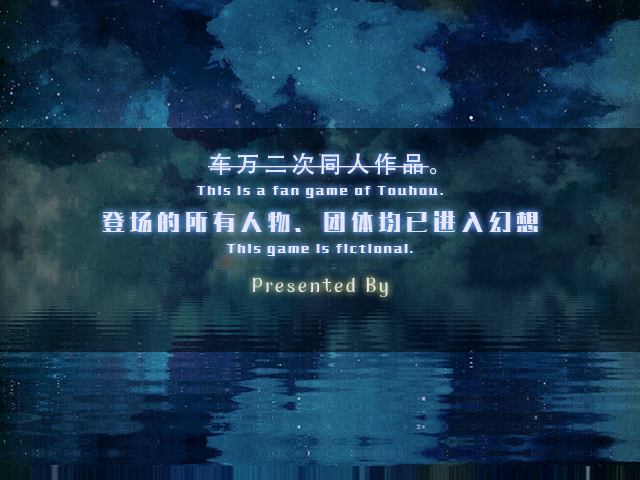 车万二次同人作品。
This is a fan game of Touhou.
登场的所有人物、团体均已进入幻想
This game is fictional.
Presented By